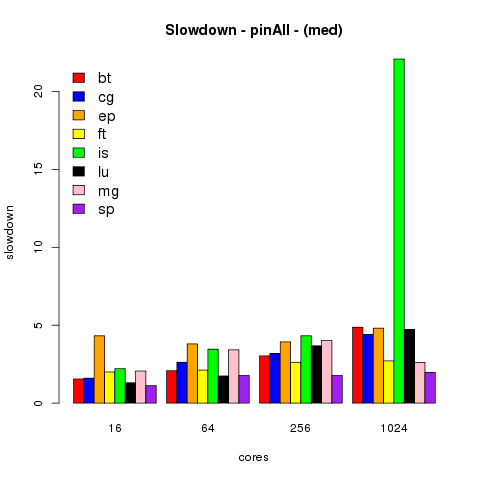 Slowdown - pinAll - (med)
slowdown
20
15
10
5
0
bt
cg
ep
ft
is
lu
mg
sp
16 64 256 1024
cores